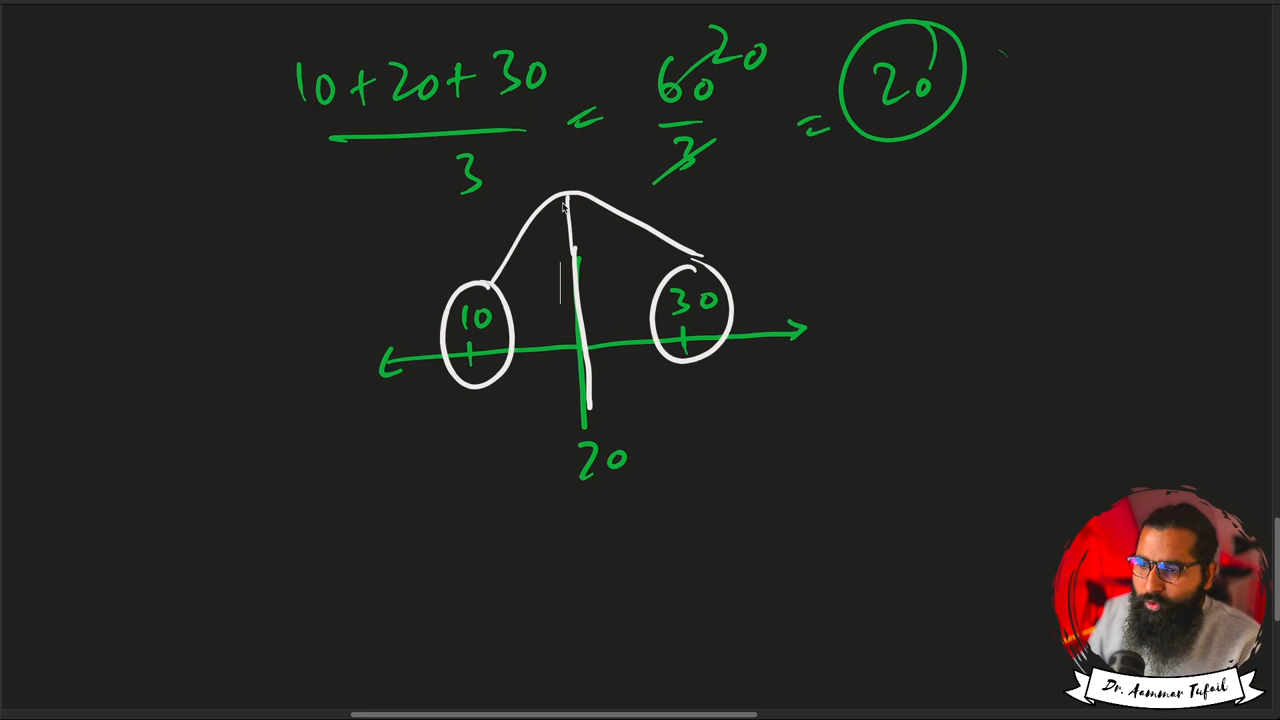 10 + 20 + 30 = 60 20 = 20
3 3
10 30
20
Dr. Aammar Tufail